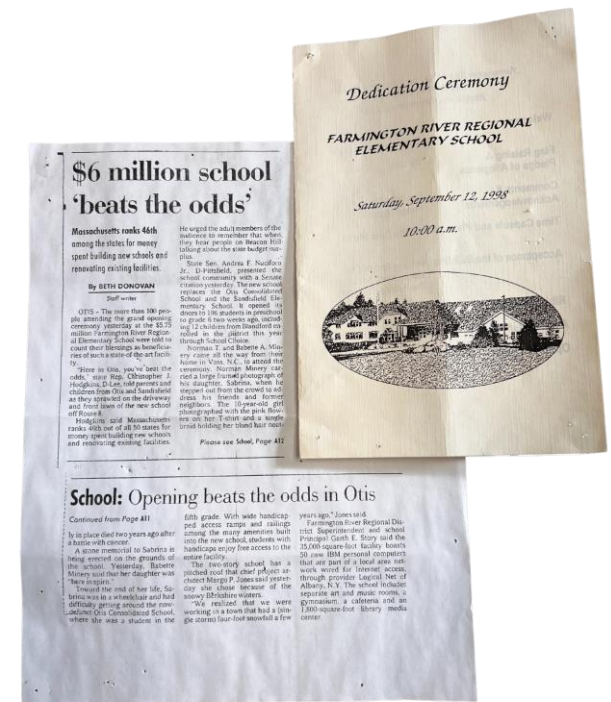 $6 million school
'beats the odds'
Massachusetts ranks 46th
among the states for money
spent building new schools and
renovating existing facilities.
By BETH DONOVAN
Staff writer
OTIS – The more than 100 peo-
ple attending the grand opening
ceremony yesterday at the $5.75
million Farmington River Region-
al Elementary School were told to
count their blessings as beneficia-
ries of such a state-of-the-art facil-
ity.
"Here in Otis, you've beat the
odds," state Rep. Christopher J.
Hodgkins, D-Lee, told parents and
children from Otis and Sandisfield
as they sprawled on the driveway
and front lawn of the new school
off Route 8.
Hodgkins said Massachusetts
ranks 46th out of all 50 states for
money spent building new schools
and renovating existing facilities.
He urged the adult members of the
audience to remember that when
they hear people on Beacon Hill
talking about the state budget sur-
plus.
State Sen. Andrea F. Nuciforo
Jr., D-Pittsfield, presented the
school community with a Senate
citation yesterday. The new school
replaces the Otis Consolidated
School and the Sandisfield Ele-
mentary School. It opened its
doors to 186 students in preschool
to grade 6 two weeks ago, includ-
ing 12 children from Blandford en-
rolled in the district this year
through School Choice.
Norman T. and Babette A. Min-
ery came all the way from their
home in Vass, N.C., to attend the
ceremony. Norman Minery car-
ried a large framed photograph of
his daughter, Sabrina, when he
stepped out from the crowd to ad-
dress his friends and former
neighbors. The 10-year-old girl
photographed with the pink flow-
ers on her T-shirt and a single
braid holding her blond hair neat-
Please see School, Page A12
Dedication Ceremony
FARMINGTON RIVER REGIONAL
ELEMENTARY SCHOOL
Saturday, September 12, 1998
10:00 a.m.
School: Opening beats the odds in Otis
Continued from Page A11
ly in place died two years after
a battle with cancer.
A stone memorial to Sabrina is
being erected on the grounds of
the school. Yesterday, Babette
Minery said that her daughter was
"here in spirit."
Toward the end of her life, Sa-
brina was in a wheelchair and had
difficulty getting around the now-
defunct Otis Consolidated School,
where she was a student in the
fifth grade. With wide handicap-
ped access ramps and railings
among the many amenities built
into the new school, students with
handicaps enjoy free access to the
entire facility.
The two-story school has a
pitched roof that chief project ar-
chitect Margo P. Jones said yester-
day she chose because of the
snowy Berkshire winters.
"We realized that we were
working in a town that had a (sin-
gle storm) four-foot snowfall a few
years ago," Jones said.
Farmington River Regional Dis-
trict Superintendent and school
Principal Garth E. Story said the
35,000-square-foot facility boasts
50 new IBM personal computers
that are part of a local area net-
work wired for Internet access,
through provider Logical Net of
Albany, N.Y. The school includes
separate art and music rooms, a
gymnasium, a cafeteria and an
1,800-square-foot library media
center.